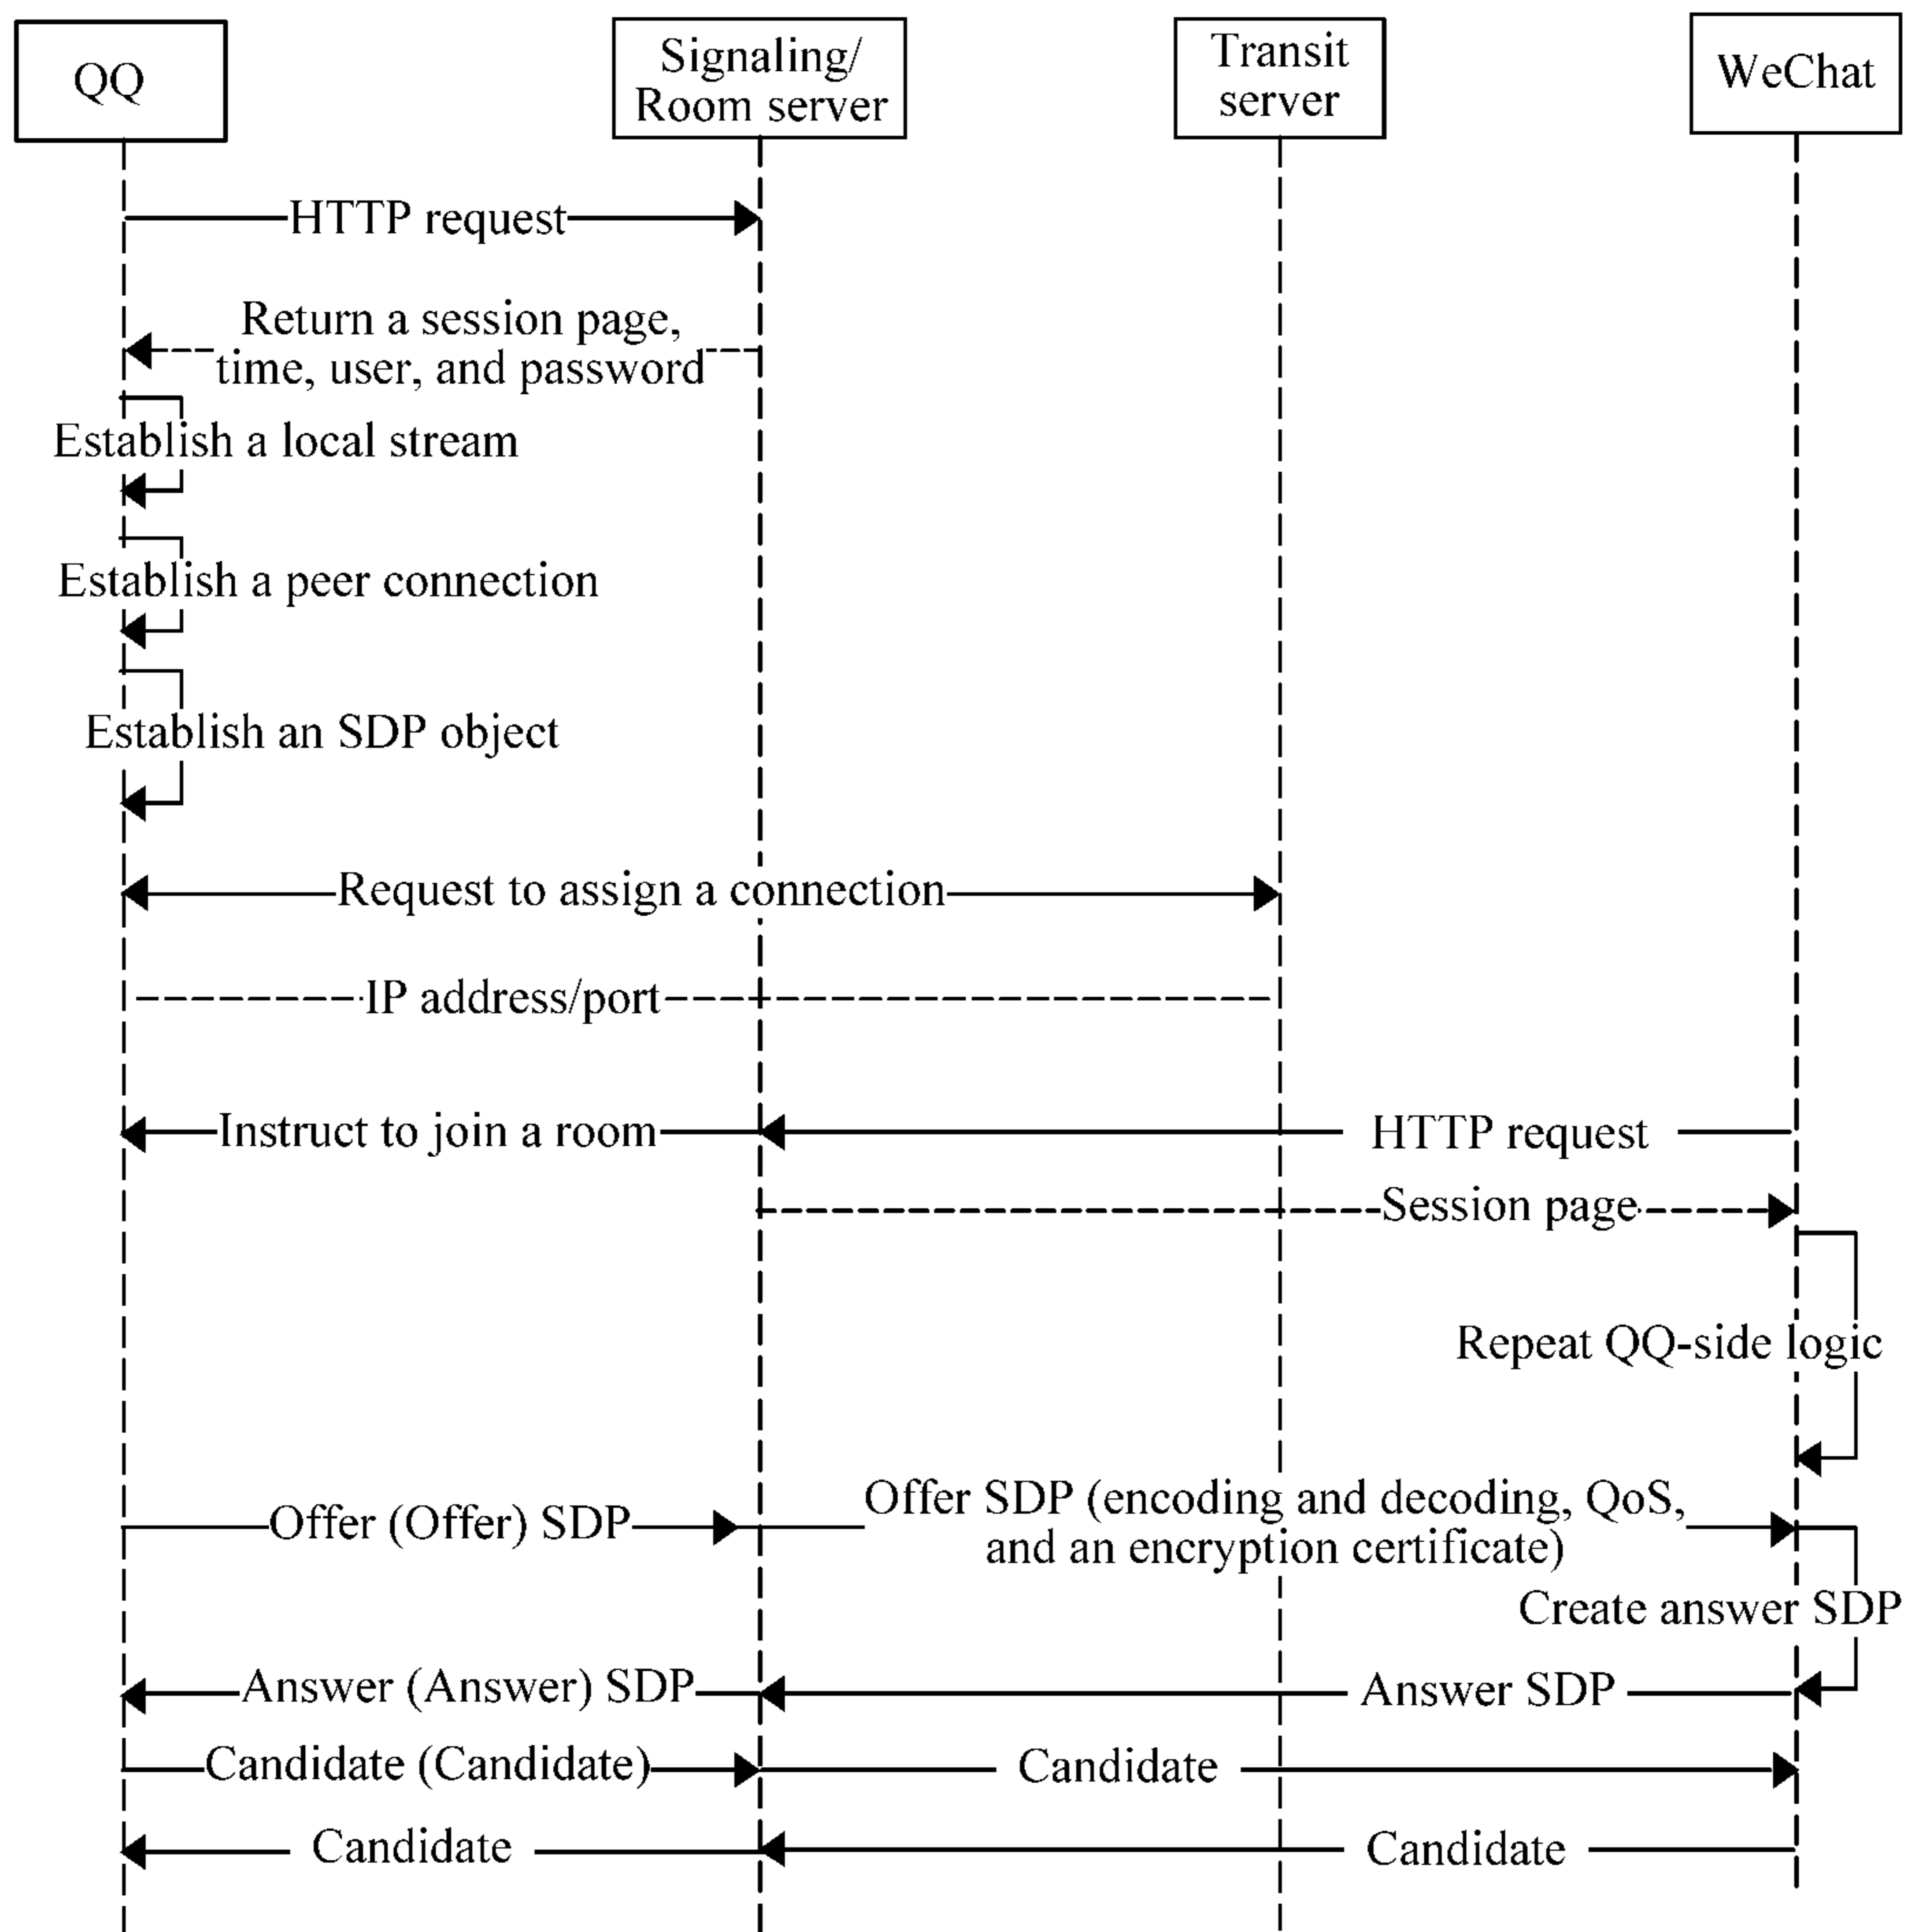 QQ
Signaling/
Room server
Transit
server
WeChat
HTTP request
Return a session page,
time, user, and password
Establish a local stream
Establish a peer connection
Establish an SDP object
Request to assign a connection
IP address/port
Instruct to join a room
HTTP request
Session page
Repeat QQ-side logic
Offer (Offer) SDP
Offer SDP (encoding and decoding, QoS,
and an encryption certificate)
Create answer SDP
Answer (Answer) SDP
Answer SDP
Candidate (Candidate)
Candidate
Candidate
Candidate